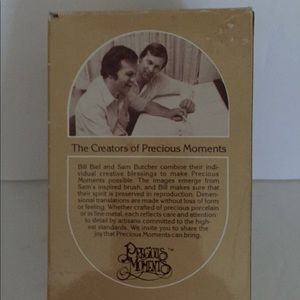 The Creators of Precious Moments
Bill Biel and Sam Butcher combine their indi-
vidual creative blessings to make Precious
Moments possible. The images emerge from
Sam's inspired brush, and Bill makes sure that
their spirit is preserved in reproduction. Dimen-
sional translations are made without loss of form
or feeling. Whether crafted of precious porcelain
or in fine metal, each reflects care and attention
to detail by artisans committed to the high-
est standards. We invite you to share the
joy that Precious Moments can bring.
PRECIOUS
MOMENTS